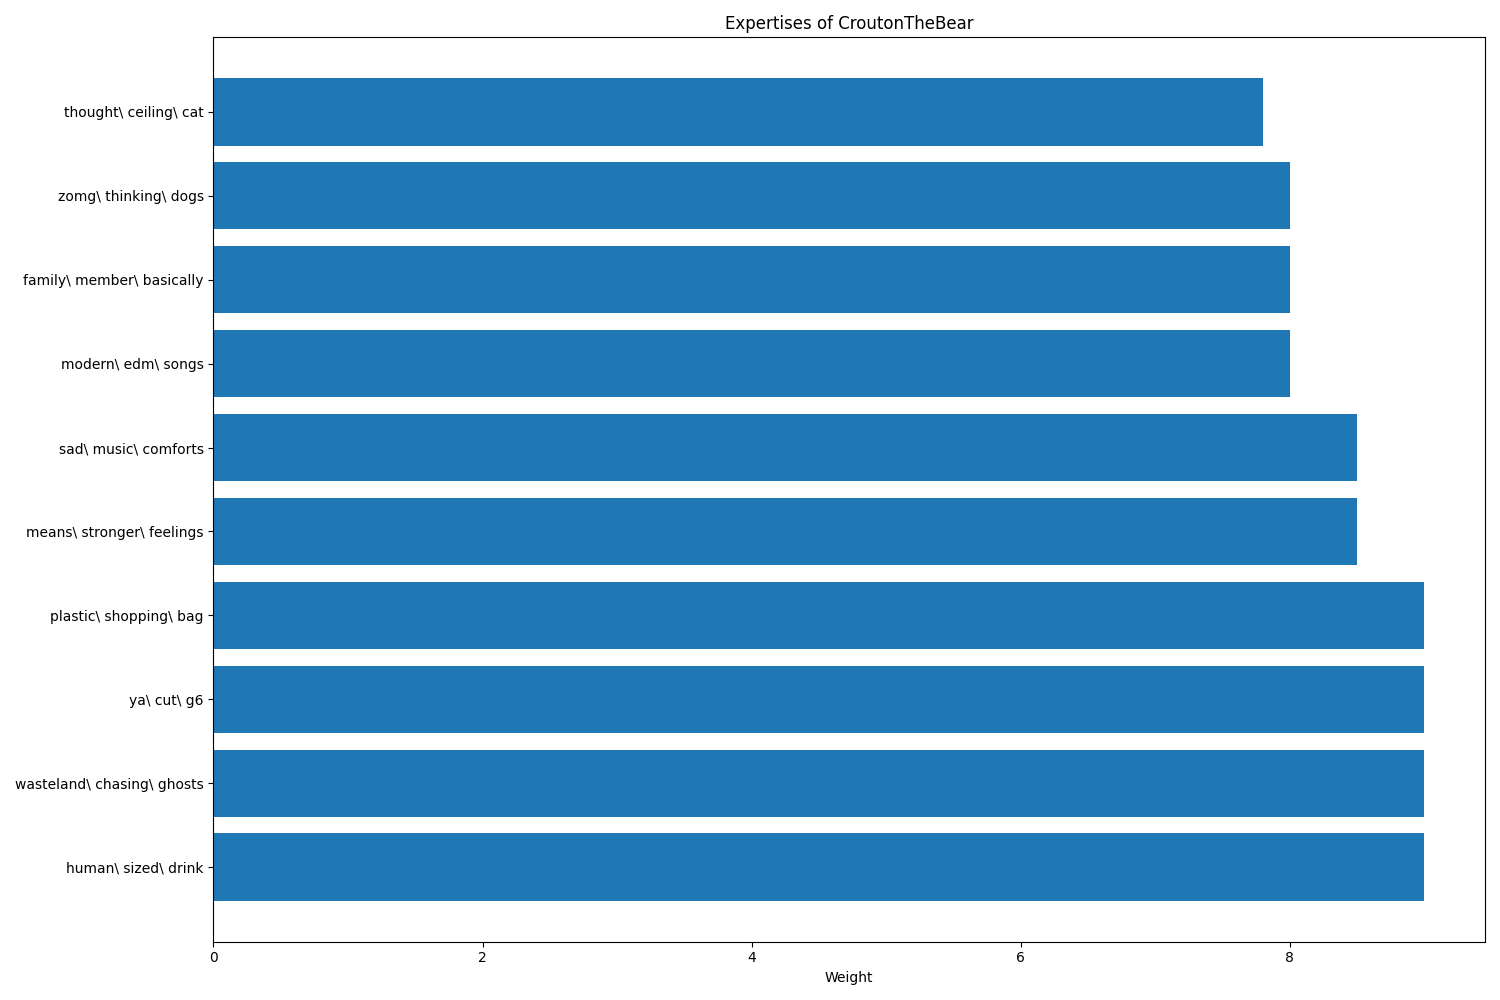 Expertises of CroutonTheBear
thought\ ceiling\ cat
zomg\ thinking\ dogs
family\ member\ basically
modern\ edm\ songs
sad\ music\ comforts
means\ stronger\ feelings
plastic\ shopping\ bag
ya\ cut\ g6
wasteland\ chasing\ ghosts
human\ sized\ drink
0 2 4 6 8
Weight